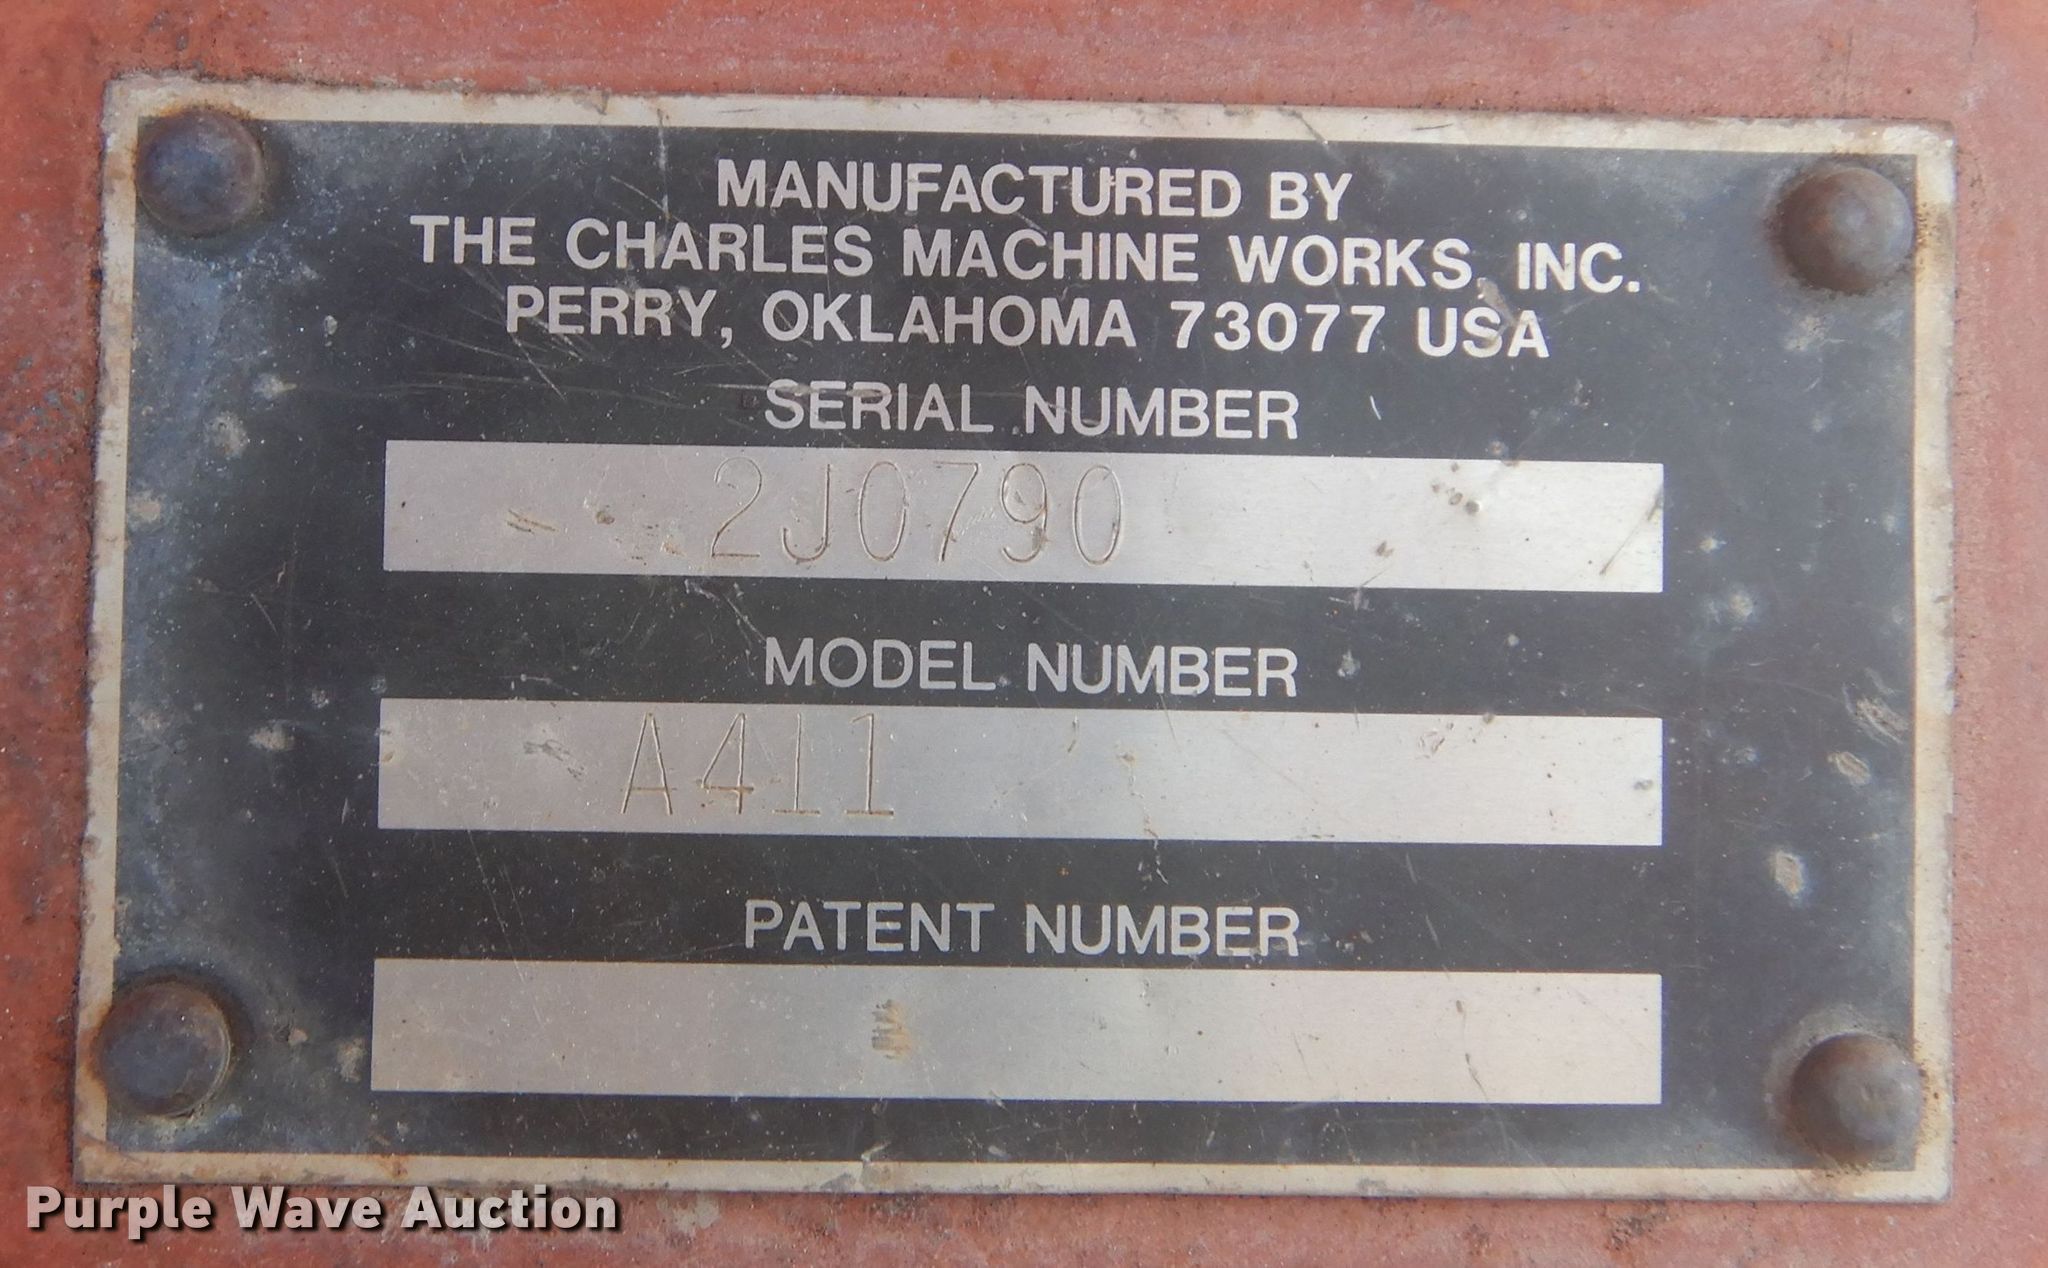 MANUFACTURED BY
THE CHARLES MACHINE WORKS, INC.
PERRY, OKLAHOMA 73077 USA
SERIAL NUMBER
2J0790
MODEL NUMBER
A411
PATENT NUMBER
Purple Wave Auction